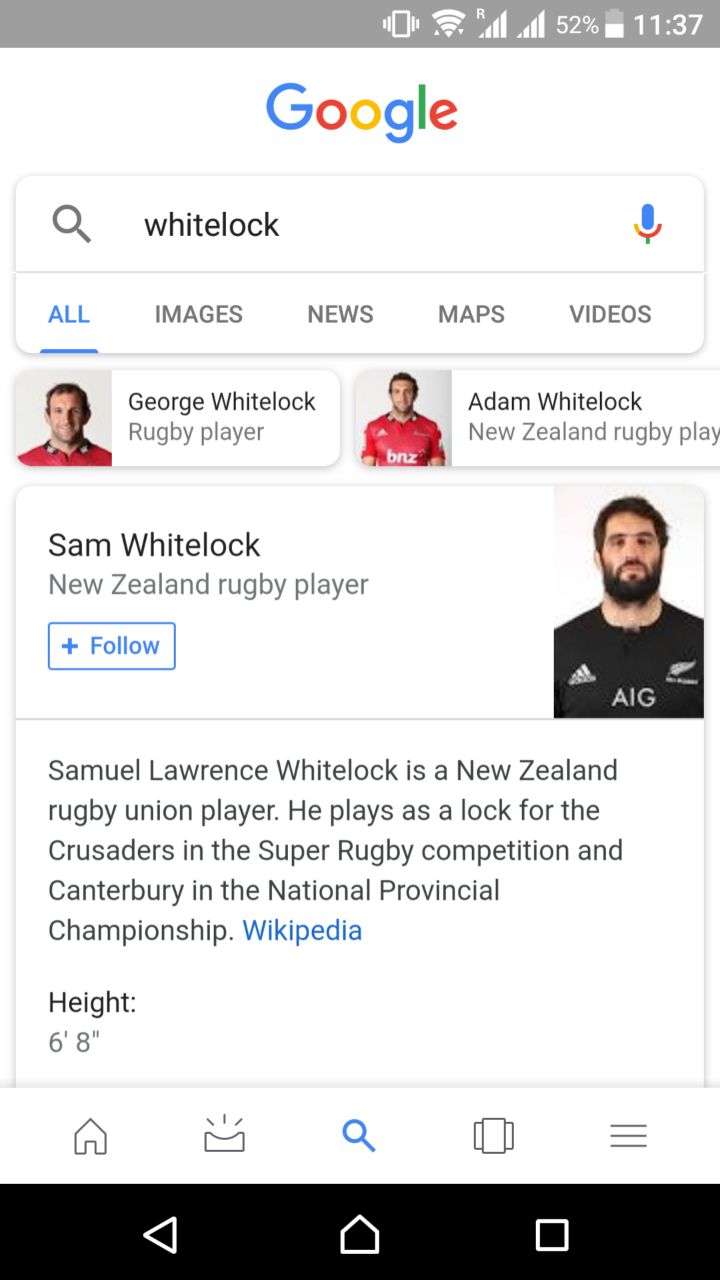 R 52% 11:37
Google
whitelock
ALL IMAGES NEWS MAPS VIDEOS
George Whitelock
Rugby player
Adam Whitelock
New Zealand rugby play
bnz
Sam Whitelock
New Zealand rugby player
+ Follow
AIG
Samuel Lawrence Whitelock is a New Zealand
rugby union player. He plays as a lock for the
Crusaders in the Super Rugby competition and
Canterbury in the National Provincial
Championship. Wikipedia
Height:
6' 8"